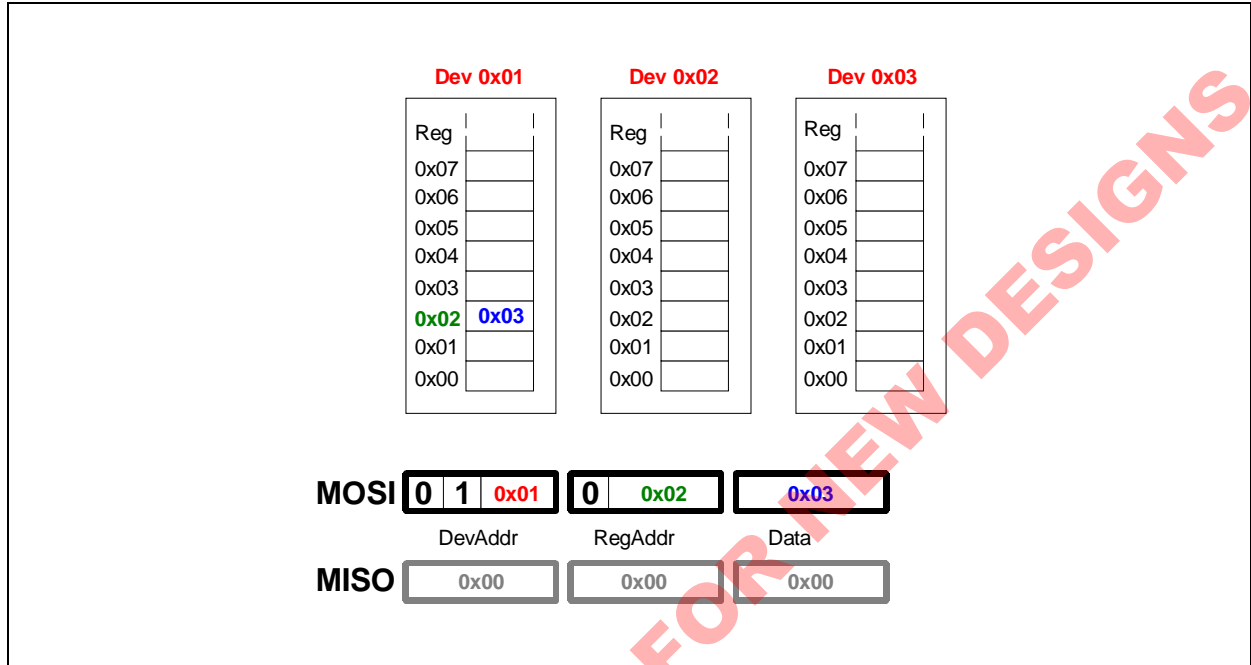 Dev 0x01 Dev 0x02 Dev 0x03
Reg Reg Reg
0x07 0x07 0x07
0x06 0x06 0x06
0x05 0x05 0x05
0x04 0x04 0x04
0x03 0x03 0x03
0x02 0x03 0x02 0x02
0x01 0x01 0x01
0x00 0x00 0x00
MOSI 0 1 0x01 0 0x02 0x03
DevAddr RegAddr Data
MISO 0x00 0x00 0x00
FOR NEW DESIGNS